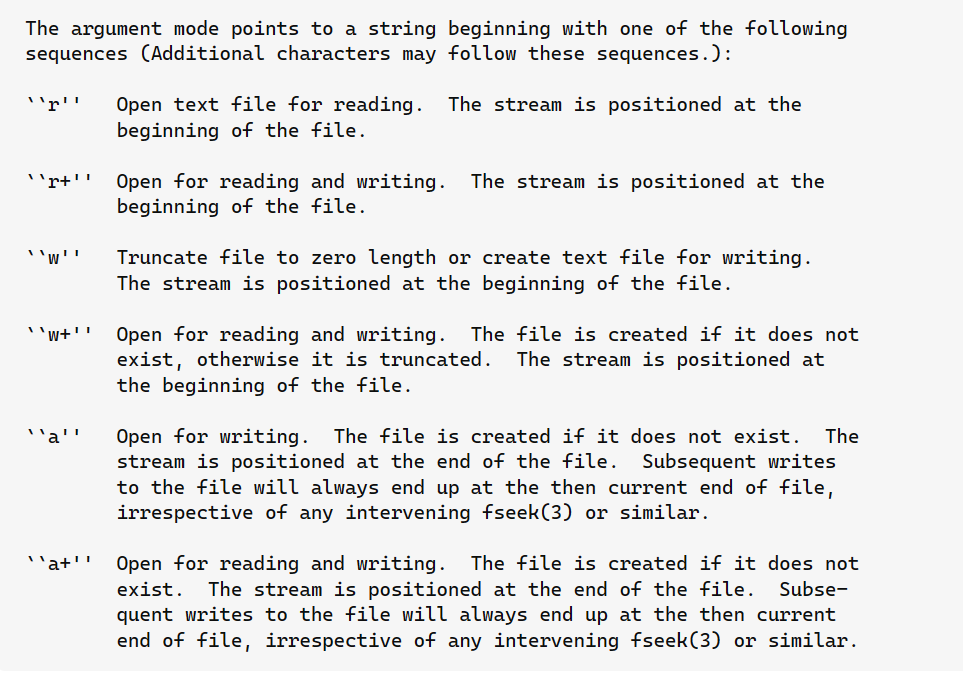 The argument mode points to a string beginning with one of the following
sequences (Additional characters may follow these sequences.):
``r''   Open text file for reading.  The stream is positioned at the
beginning of the file.
``r+''  Open for reading and writing.  The stream is positioned at the
beginning of the file.
``w''   Truncate file to zero length or create text file for writing.
The stream is positioned at the beginning of the file.
``w+''  Open for reading and writing.  The file is created if it does not
exist, otherwise it is truncated.  The stream is positioned at
the beginning of the file.
``a''   Open for writing.  The file is created if it does not exist.  The
stream is positioned at the end of the file.  Subsequent writes
to the file will always end up at the then current end of file,
irrespective of any intervening fseek(3) or similar.
``a+''  Open for reading and writing.  The file is created if it does not
exist.  The stream is positioned at the end of the file.  Subse-
quent writes to the file will always end up at the then current
end of file, irrespective of any intervening fseek(3) or similar.